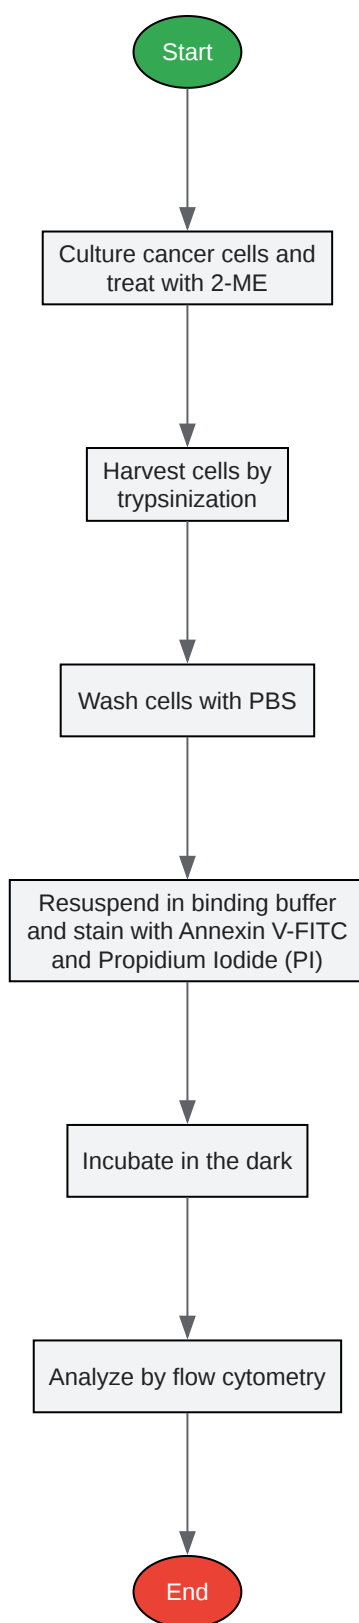 Start
Culture cancer cells and
treat with 2-ME
Harvest cells by
trypsinization
Wash cells with PBS
Resuspend in binding buffer
and stain with Annexin V-FITC
and Propidium Iodide (PI)
Incubate in the dark
Analyze by flow cytometry
End